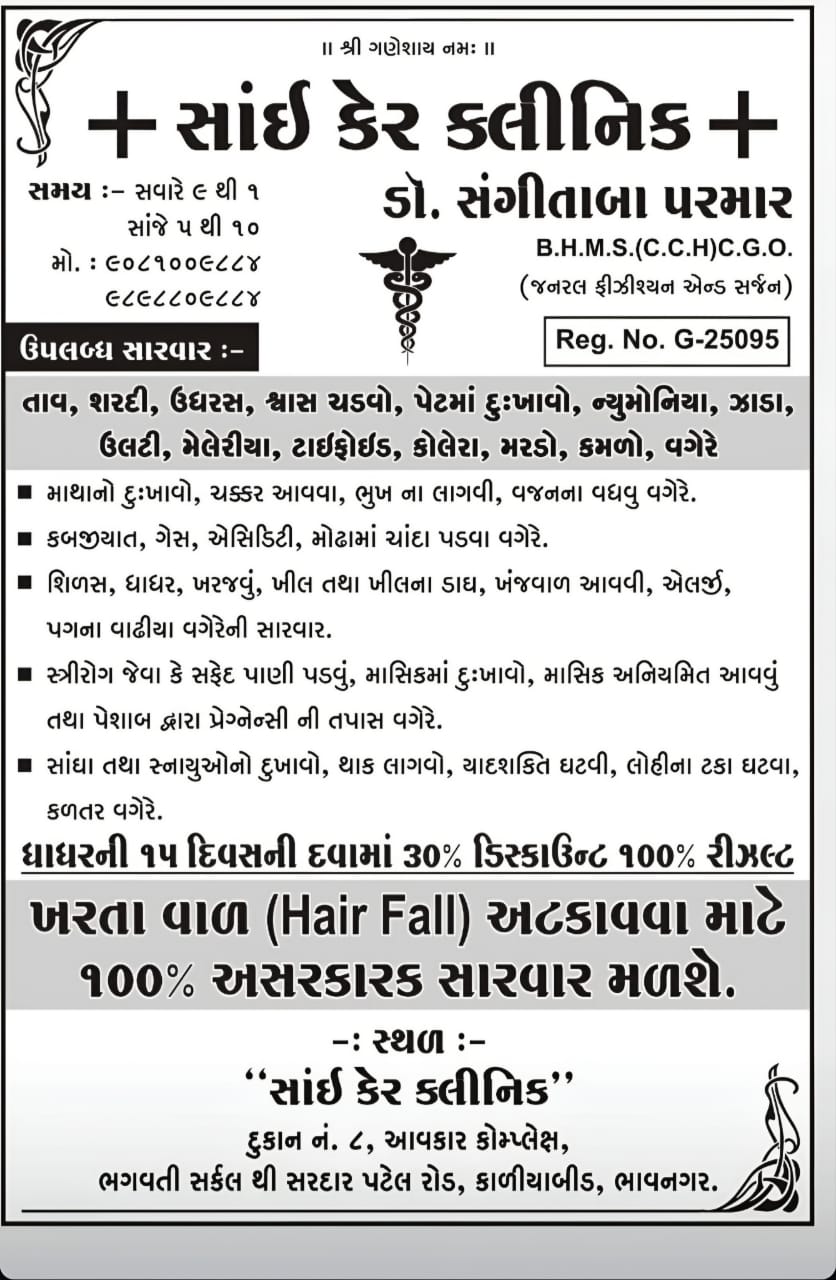 ॥ શ્રી ગણેશાય નમઃ ॥
સાંઈ કેર ક્લીનિક
સમય :- સવારે ૯ થી ૧
સાંજે ૫ થી ૧૦
મો. : ૯૦૮૧૦૦૯૮૮૪
૯૮૯૮૮૦૯૮૮૪
ડૉ. સંગીતાબા પરમાર
B.H.M.S.(C.C.H)C.G.O.
(જનરલ ફીઝીશ્યન એન્ડ સર્જન)
Reg. No. G-25095
ઉપલબ્ધ સારવાર :-
તાવ, શરદી, ઉધરસ, શ્વાસ ચડવો, પેટમાં દુઃખાવો, ન્યુમોનિયા, ઝાડા,
ઉલટી, મેલેરીયા, ટાઇફોઇડ, કોલેરા, મરડો, કમળો, વગેરે
■ માથાનો દુઃખાવો, ચક્કર આવવા, ભુખ ના લાગવી, વજનના વધવુ વગેરે.
■ કબજીયાત, ગેસ, એસિડિટી, મોઢામાં ચાંદા પડવા વગેરે.
■ શિળસ, ધાધર, ખરજવું, ખીલ તથા ખીલના ડાઘ, ખંજવાળ આવવી, એલર્જી,
પગના વાઢીયા વગેરેની સારવાર.
■ સ્ત્રીરોગ જેવા કે સફેદ પાણી પડવું, માસિકમાં દુઃખાવો, માસિક અનિયમિત આવવું
તથા પેશાબ દ્વારા પ્રેગ્નેન્સી ની તપાસ વગેરે.
■ સાંધા તથા સ્નાયુઓનો દુખાવો, થાક લાગવો, યાદશક્તિ ઘટવી, લોહીના ટકા ઘટવા,
કળતર વગેરે.
ધાધરની ૧૫ દિવસની દવામાં 30% ડિસ્કાઉન્ટ ૧૦૦% રીઝલ્ટ
ખરતા વાળ (Hair Fall) અટકાવવા માટે
૧૦૦% અસરકારક સારવાર મળશે.
-: સ્થળ :-
“સાંઈ કેર ક્લીનિક”
દુકાન નં. ૮, આવકાર કોમ્પ્લેક્ષ,
ભગવતી સર્કલ થી સરદાર પટેલ રોડ, કાળીયાબીડ, ભાવનગર.